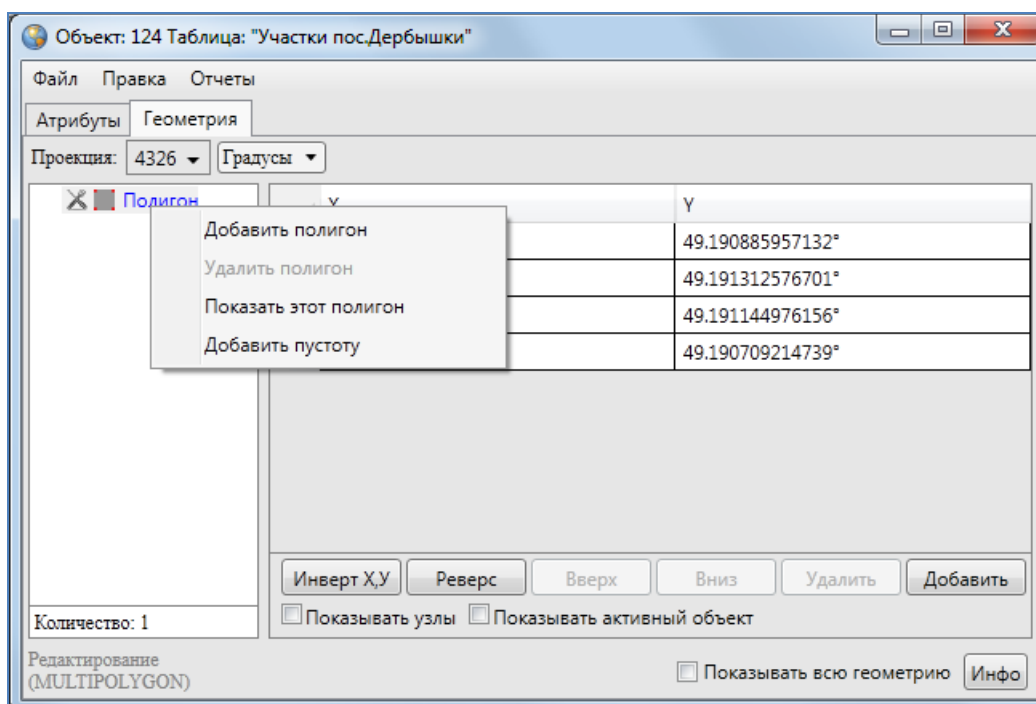 Объект: 124 Таблица: "Участки пос.Дербышки"
Файл Правка Отчеты
Атрибуты Геометрия
Проекция: 4326 Градусы
Полигон
X Y
Добавить полигон
Удалить полигон
Показать этот полигон
Добавить пустоту
49.190885957132°
49.191312576701°
49.191144976156°
49.190709214739°
Инверт X,У Реверс Вверх Вниз Удалить Добавить
Показывать узлы Показывать активный объект
Количество: 1
Редактирование
(MULTIPOLYGON)
Показывать всю геометрию Инфо